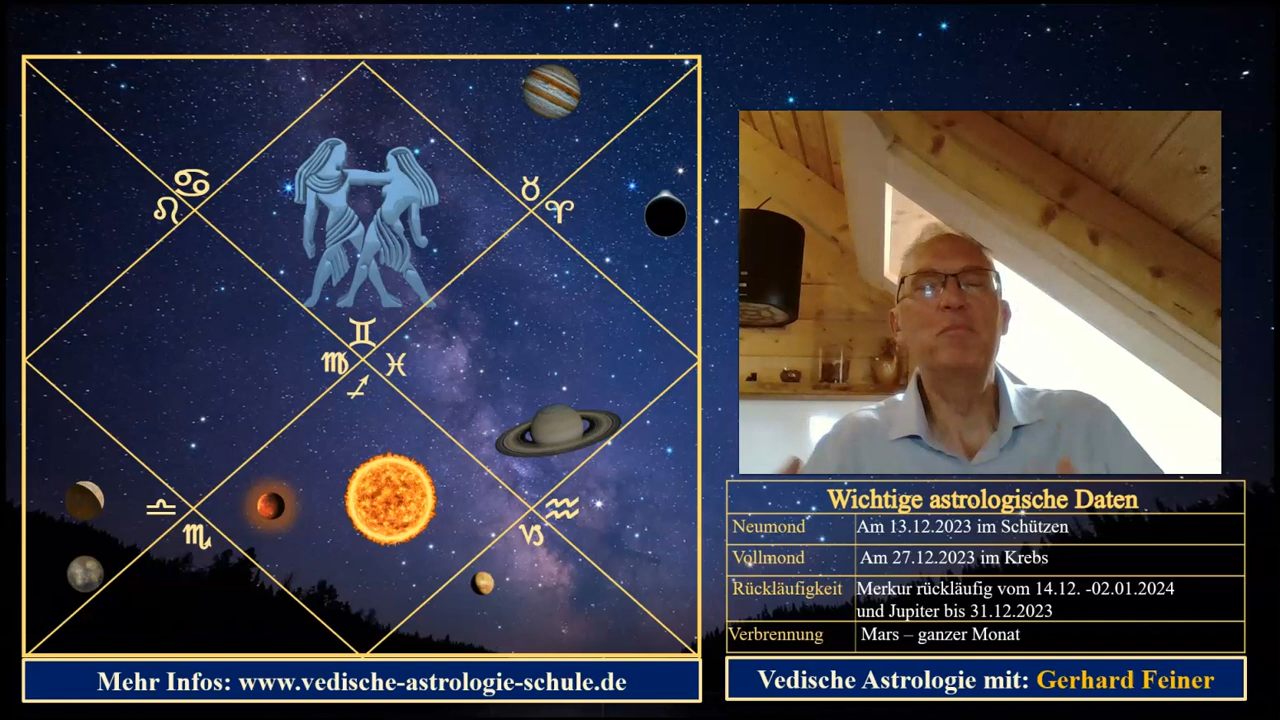 ♋
♌
♉
♈
♊
♍
♓
♐
♎
♏
♒
♑
Wichtige astrologische Daten
Neumond Am 13.12.2023 im Schützen
Vollmond Am 27.12.2023 im Krebs
Rückläufigkeit Merkur rückläufig vom 14.12. -02.01.2024
und Jupiter bis 31.12.2023
Verbrennung Mars – ganzer Monat
Mehr Infos: www.vedische-astrologie-schule.de
Vedische Astrologie mit: Gerhard Feiner